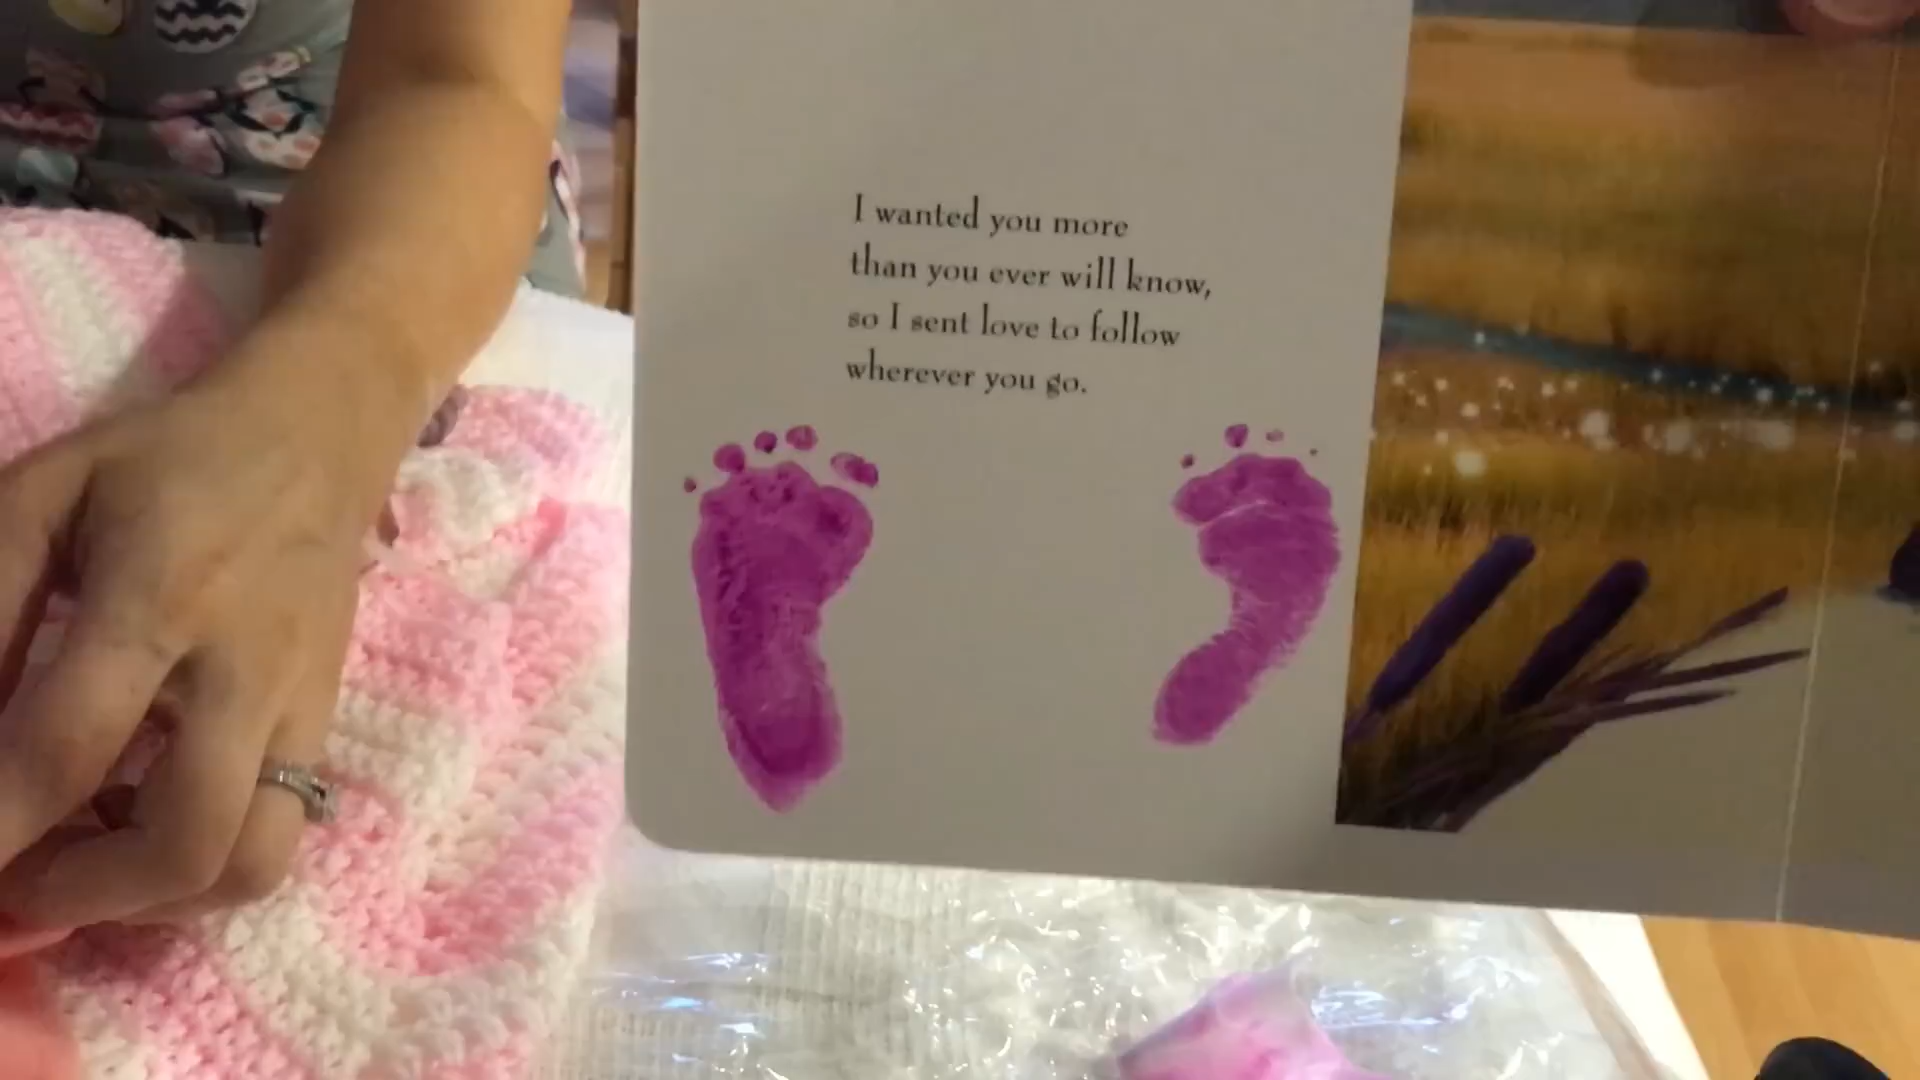 I wanted you more
than you ever will know,
so I sent love to follow
wherever you go.